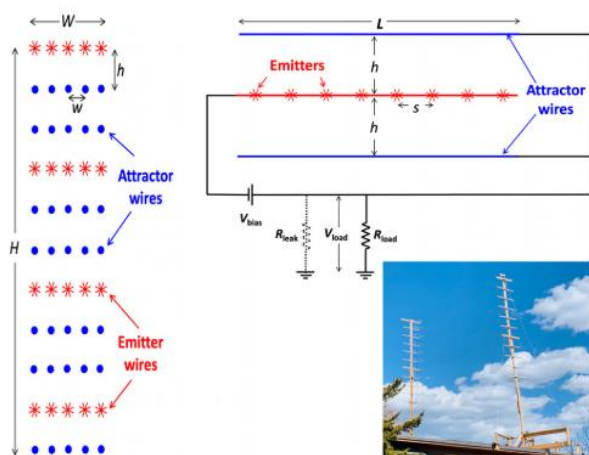 W
h
w
Attractor
wires
H
Emitter
wires
L
Emitters
h
Attractor
wires
s
h
Vbias
Rleak
Vload
Rload